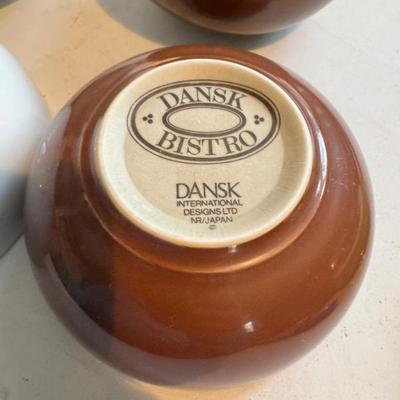 DANSK
BISTRO
DANSK
INTERNATIONAL
DESIGNS LTD
NR/JAPAN